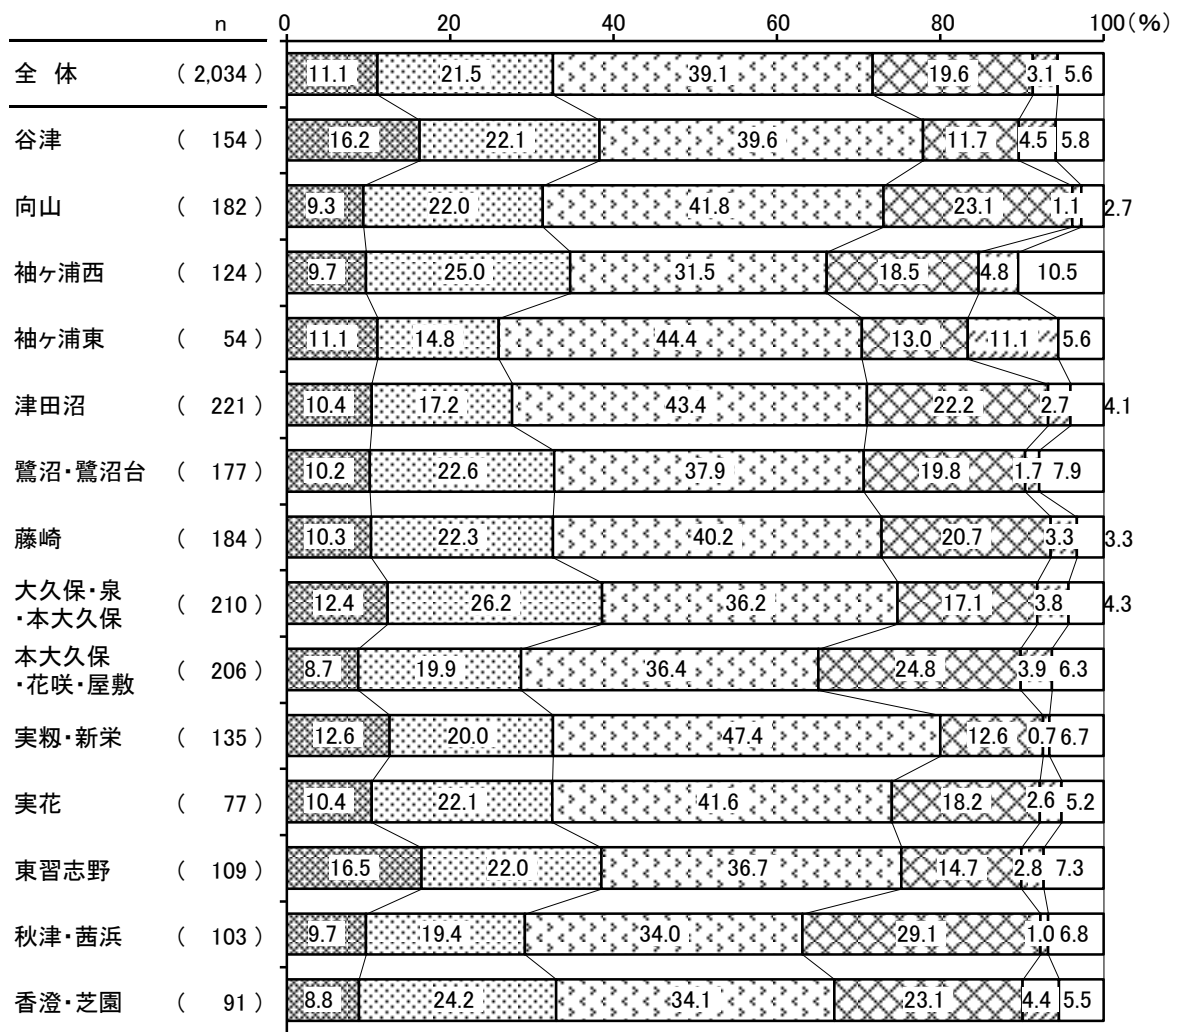 n 0 20 40 60 80 100(%)
全 体 ( 2,034 ) 11.1 21.5 39.1 19.6 3.1 5.6
谷津 ( 154 ) 16.2 22.1 39.6 11.7 4.5 5.8
向山 ( 182 ) 9.3 22.0 41.8 23.1 1.1 2.7
袖ヶ浦西 ( 124 ) 9.7 25.0 31.5 18.5 4.8 10.5
袖ヶ浦東 ( 54 ) 11.1 14.8 44.4 13.0 11.1 5.6
津田沼 ( 221 ) 10.4 17.2 43.4 22.2 2.7 4.1
鷺沼・鷺沼台 ( 177 ) 10.2 22.6 37.9 19.8 1.7 7.9
藤崎 ( 184 ) 10.3 22.3 40.2 20.7 3.3 3.3
大久保・泉
・本大久保 ( 210 ) 12.4 26.2 36.2 17.1 3.8 4.3
本大久保
・花咲・屋敷 ( 206 ) 8.7 19.9 36.4 24.8 3.9 6.3
実籾・新栄 ( 135 ) 12.6 20.0 47.4 12.6 0.7 6.7
実花 ( 77 ) 10.4 22.1 41.6 18.2 2.6 5.2
東習志野 ( 109 ) 16.5 22.0 36.7 14.7 2.8 7.3
秋津・茜浜 ( 103 ) 9.7 19.4 34.0 29.1 1.0 6.8
香澄・芝園 ( 91 ) 8.8 24.2 34.1 23.1 4.4 5.5